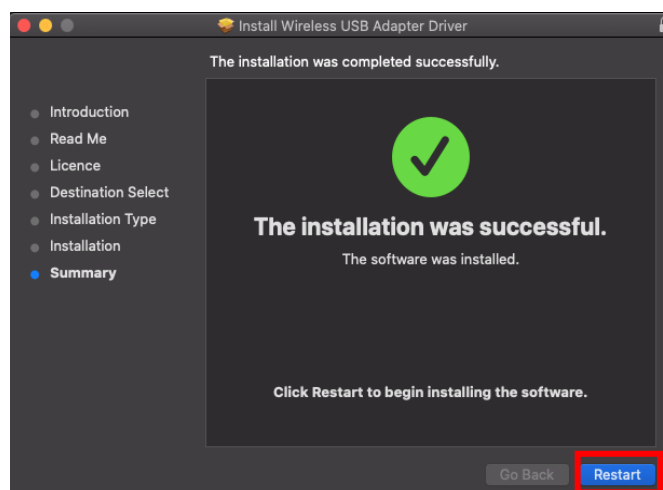 Install Wireless USB Adapter Driver
The installation was completed successfully.
Introduction
Read Me
Licence
Destination Select
Installation Type
Installation
Summary
The installation was successful.
The software was installed.
Click Restart to begin installing the software.
Go Back
Restart